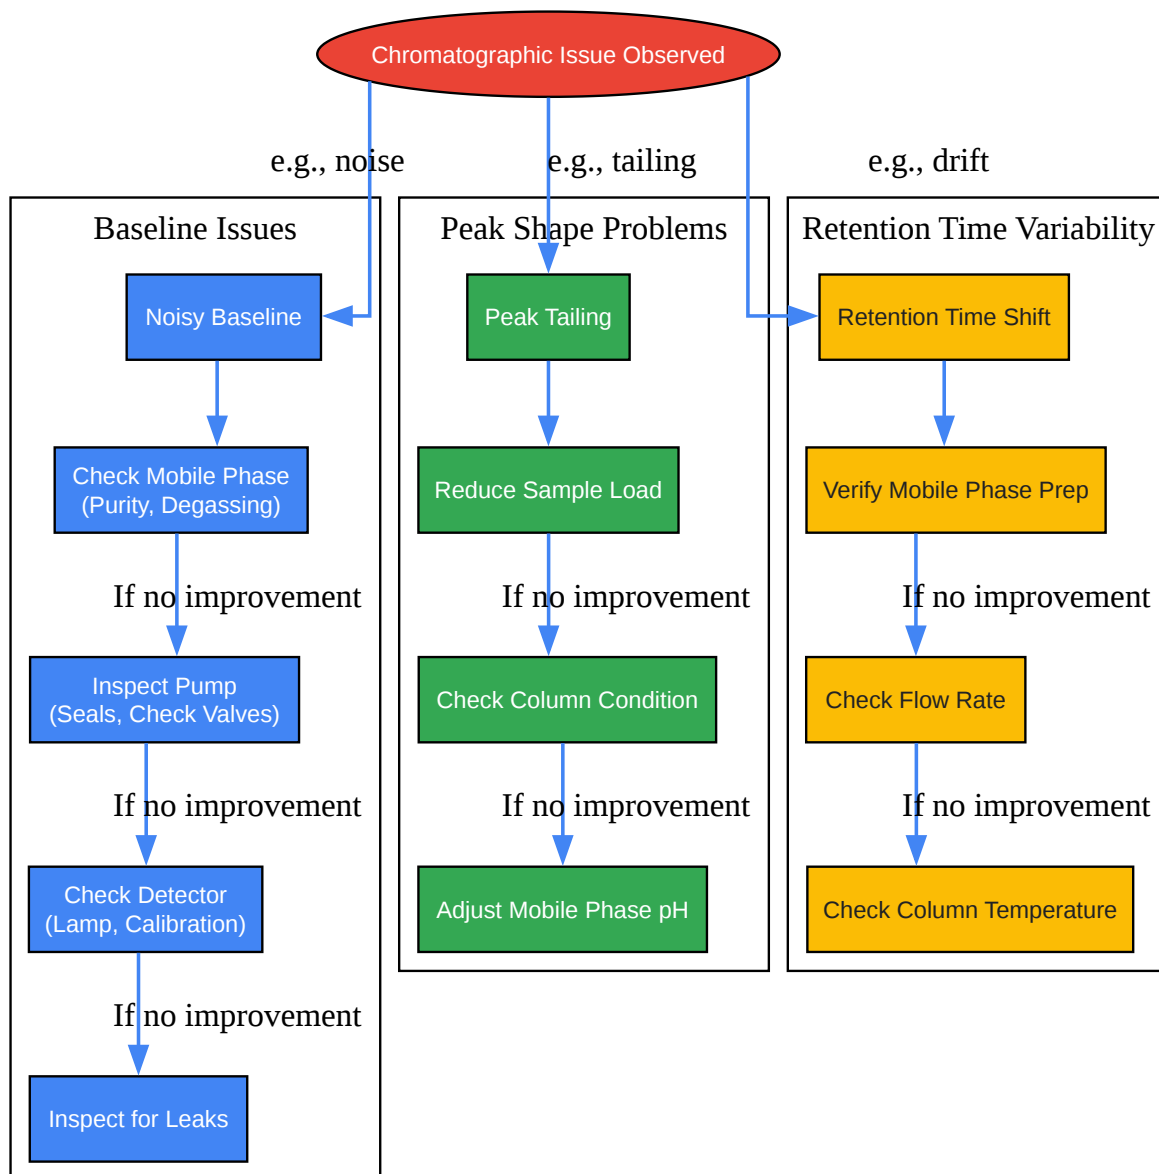 Chromatographic Issue Observed
e.g., noise
e.g., tailing
e.g., drift
Baseline Issues
Noisy Baseline
Check Mobile Phase
(Purity, Degassing)
If no improvement
Inspect Pump
(Seals, Check Valves)
If no improvement
Check Detector
(Lamp, Calibration)
If no improvement
Inspect for Leaks
Peak Shape Problems
Peak Tailing
Reduce Sample Load
If no improvement
Check Column Condition
If no improvement
Adjust Mobile Phase pH
Retention Time Variability
Retention Time Shift
Verify Mobile Phase Prep
If no improvement
Check Flow Rate
If no improvement
Check Column Temperature